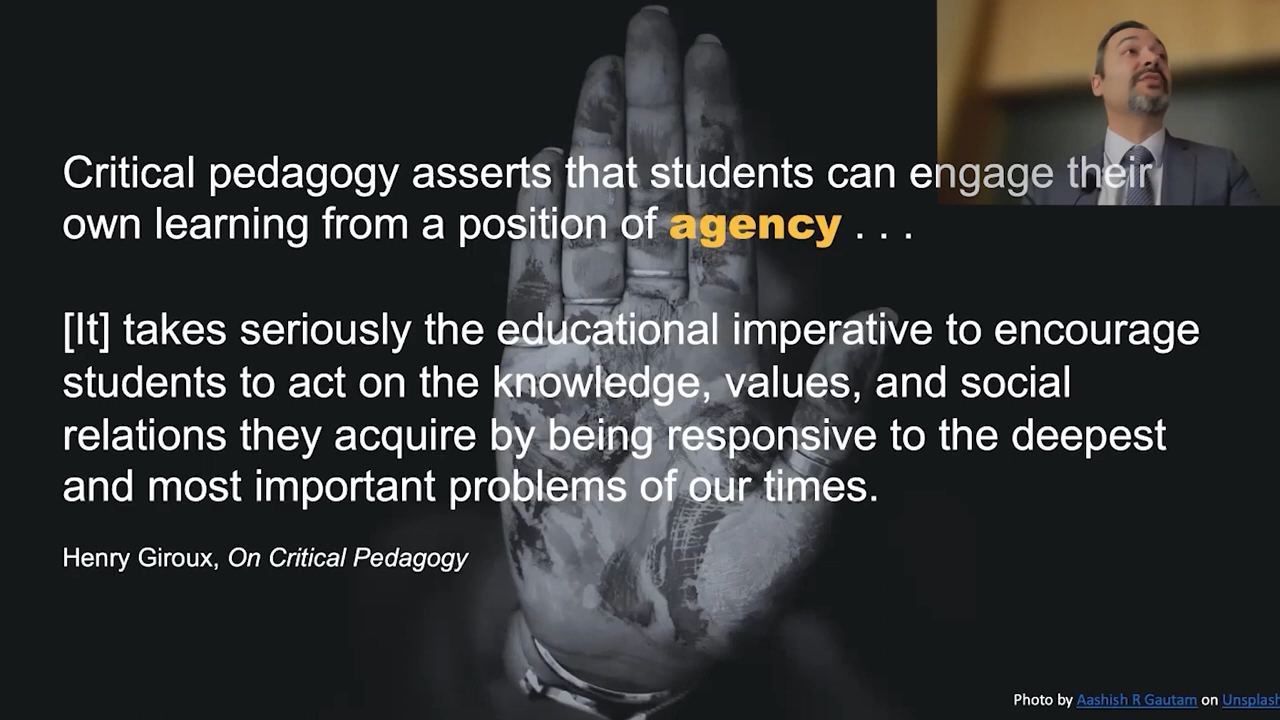 Critical pedagogy asserts that students can engage their
own learning from a position of agency . . .
[It] takes seriously the educational imperative to encourage
students to act on the knowledge, values, and social
relations they acquire by being responsive to the deepest
and most important problems of our times.
Henry Giroux, On Critical Pedagogy
Photo by Aashish R Gautam on Unsplash